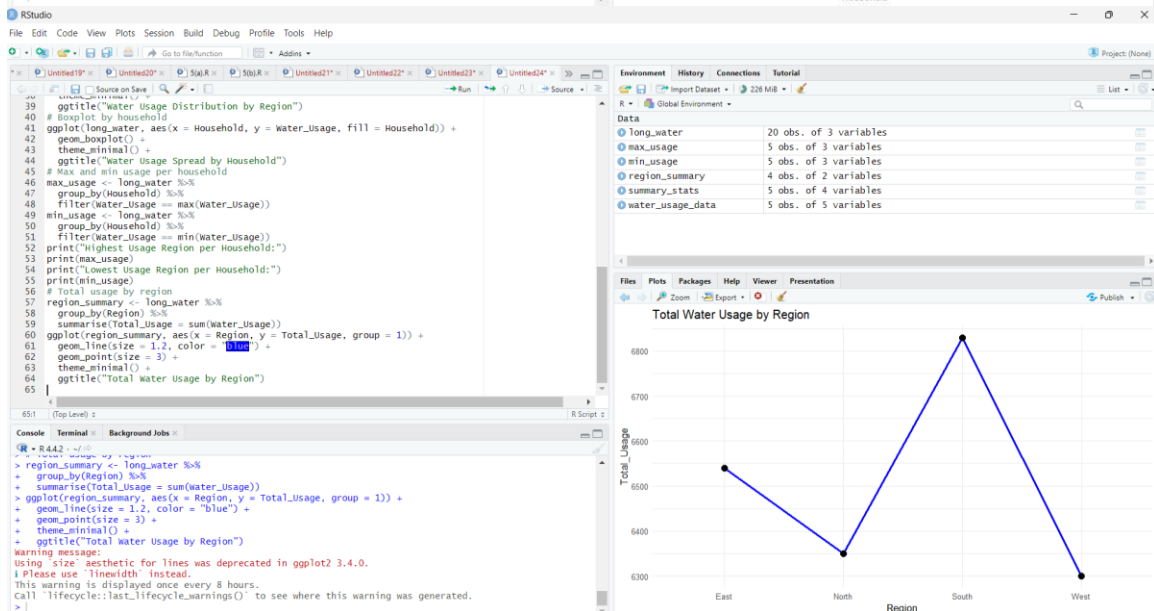 RStudio
File Edit Code View Plots Session Build Debug Profile Tools Help
Go to file/function Addins Project: (None)
Untitled19* Untitled20* 5(a).R 5(b).R Untitled21* Untitled22* Untitled23* Untitled24*
Source on Save Run Source
39 ggtitle("Water Usage Distribution by Region")
40 # Boxplot by household
41 ggplot(long_water, aes(x = Household, y = Water_Usage, fill = Household)) +
42 geom_boxplot() +
43 theme_minimal() +
44 ggtitle("Water Usage Spread by Household")
45 # Max and min usage per household
46 max_usage <- long_water %>%
47 group_by(Household) %>%
48 filter(Water_Usage == max(Water_Usage))
49 min_usage <- long_water %>%
50 group_by(Household) %>%
51 filter(Water_Usage == min(Water_Usage))
52 print("Highest Usage Region per Household:")
53 print(max_usage)
54 print("Lowest Usage Region per Household:")
55 print(min_usage)
56 # Total usage by region
57 region_summary <- long_water %>%
58 group_by(Region) %>%
59 summarise(Total_Usage = sum(Water_Usage))
60 ggplot(region_summary, aes(x = Region, y = Total_Usage, group = 1)) +
61 geom_line(size = 1.2, color = "blue") +
62 geom_point(size = 3) +
63 theme_minimal() +
64 ggtitle("Total Water Usage by Region")
65
65:1 (Top Level) R Script
Console Terminal Background Jobs
R 4.4.2 · ~/
> region_summary <- long_water %>%
+ group_by(Region) %>%
+ summarise(Total_Usage = sum(Water_Usage))
> ggplot(region_summary, aes(x = Region, y = Total_Usage, group = 1)) +
+ geom_line(size = 1.2, color = "blue") +
+ geom_point(size = 3) +
+ theme_minimal() +
+ ggtitle("Total Water Usage by Region")
Warning message:
Using `size` aesthetic for lines was deprecated in ggplot2 3.4.0.
i Please use `linewidth` instead.
This warning is displayed once every 8 hours.
Call `lifecycle::last_lifecycle_warnings()` to see where this warning was generated.
>
Environment History Connections Tutorial
Import Dataset 226 MiB List
R Global Environment
Data
long_water 20 obs. of 3 variables
max_usage 5 obs. of 3 variables
min_usage 5 obs. of 3 variables
region_summary 4 obs. of 2 variables
summary_stats 5 obs. of 4 variables
water_usage_data 5 obs. of 5 variables
Files Plots Packages Help Viewer Presentation
Zoom Export Publish
Total Water Usage by Region
6800
6700
6600
6500
6400
6300
Total_Usage
East North South West
Region